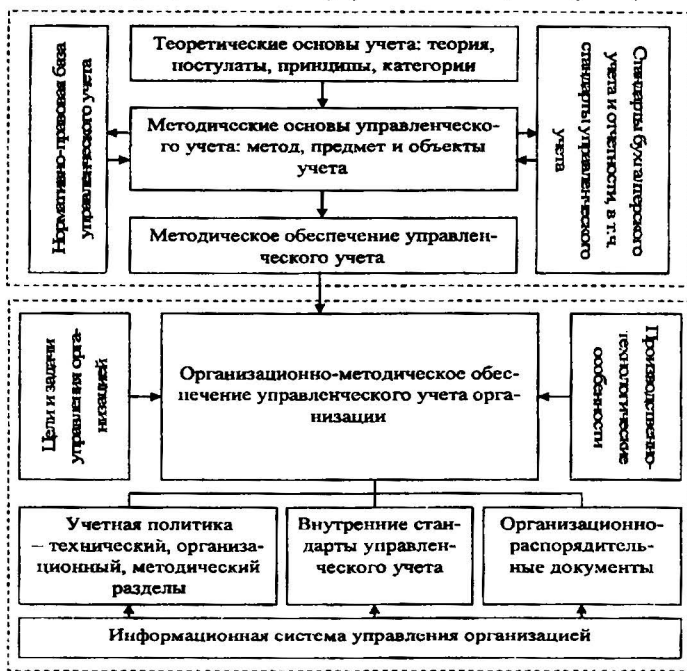 Теоретические основы учета: теория,
постулаты, принципы, категории
Нормативно-правовая база
управленческого учета
Методические основы управленческо-
го учета: метод, предмет и объекты
учета
Стандарты бухгалтерского
учета и отчетности, в т.ч.
стандарты управленческого
учета
Методическое обеспечение управлен-
ческого учета
Цели и задачи
управления орга-
низацией
Организационно-методическое обес-
печение управленческого учета орга-
низации
Производственно-
технологические
особенности
Учетная политика
– технический, организа-
ционный, методический
разделы
Внутренние стан-
дарты управлен-
ческого учета
Организационно-
распорядитель-
ные документы
Информационная система управления организацией